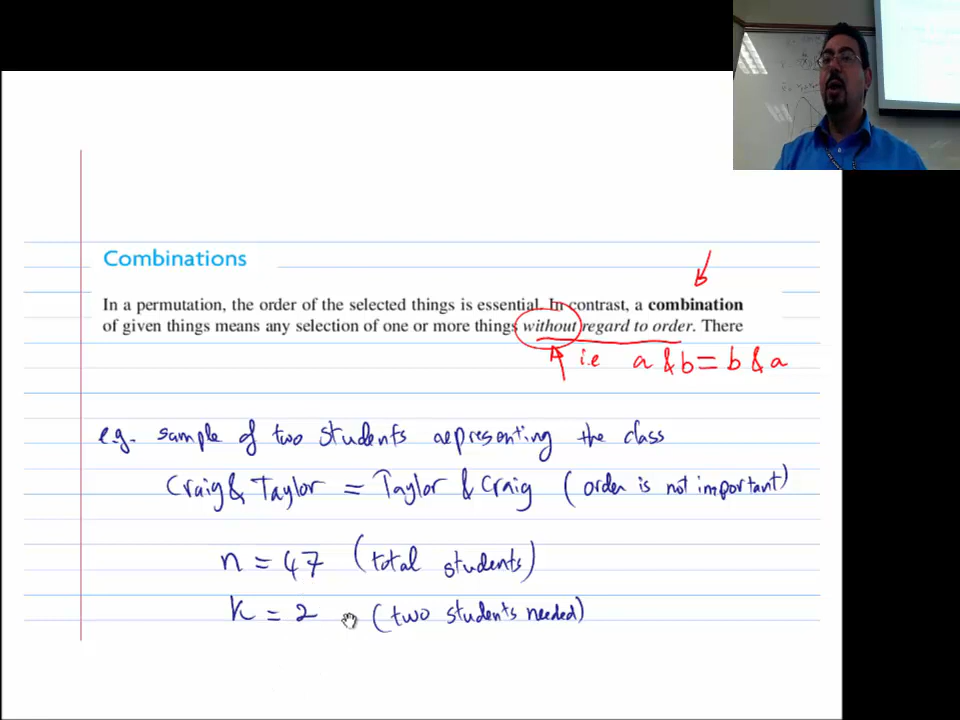 Combinations
In a permutation, the order of the selected things is essential. In contrast, a combination
of given things means any selection of one or more things without regard to order. There
i.e a & b = b & a
e.g. sample of two students representing the class
Craig & Taylor = Taylor & Craig (order is not important)
n = 47 (total students)
k = 2 (two students needed)